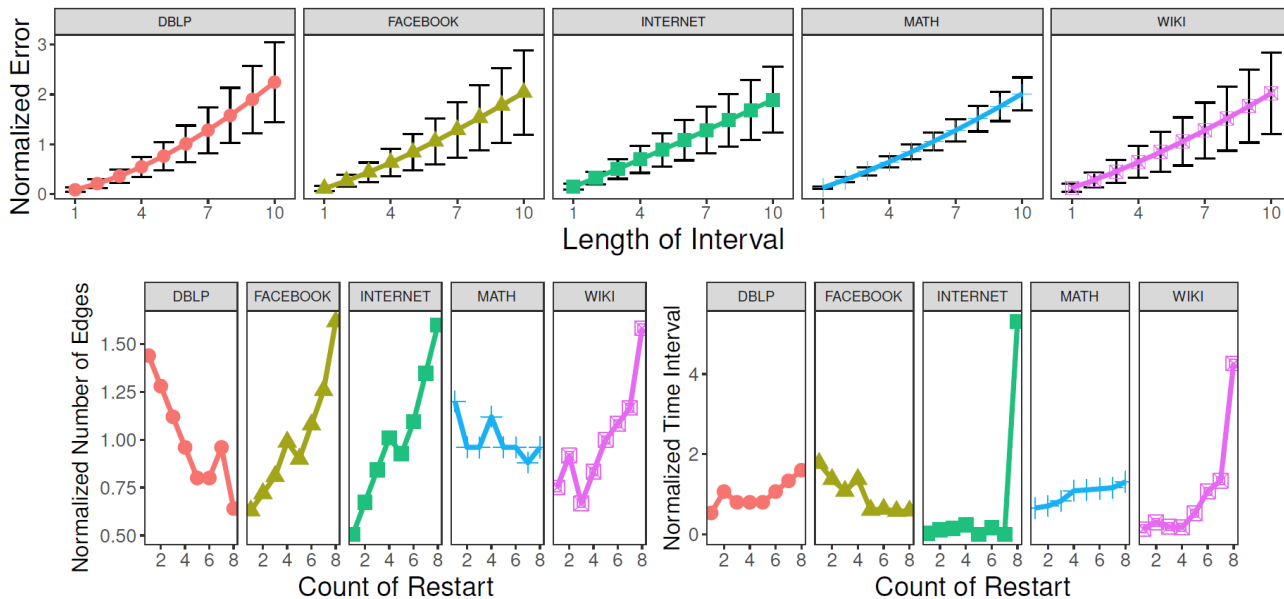 DBLP FACEBOOK INTERNET MATH WIKI
Normalized Error
3
2
1
0
1 4 7 10 1 4 7 10 1 4 7 10 1 4 7 10 1 4 7 10
Length of Interval
DBLP FACEBOOK INTERNET MATH WIKI
Normalized Number of Edges
1.50
1.25
1.00
0.75
0.50
2 4 6 8 2 4 6 8 2 4 6 8 2 4 6 8 2 4 6 8
Count of Restart
DBLP FACEBOOK INTERNET MATH WIKI
Normalized Time Interval
4
2
0
2 4 6 8 2 4 6 8 2 4 6 8 2 4 6 8 2 4 6 8
Count of Restart